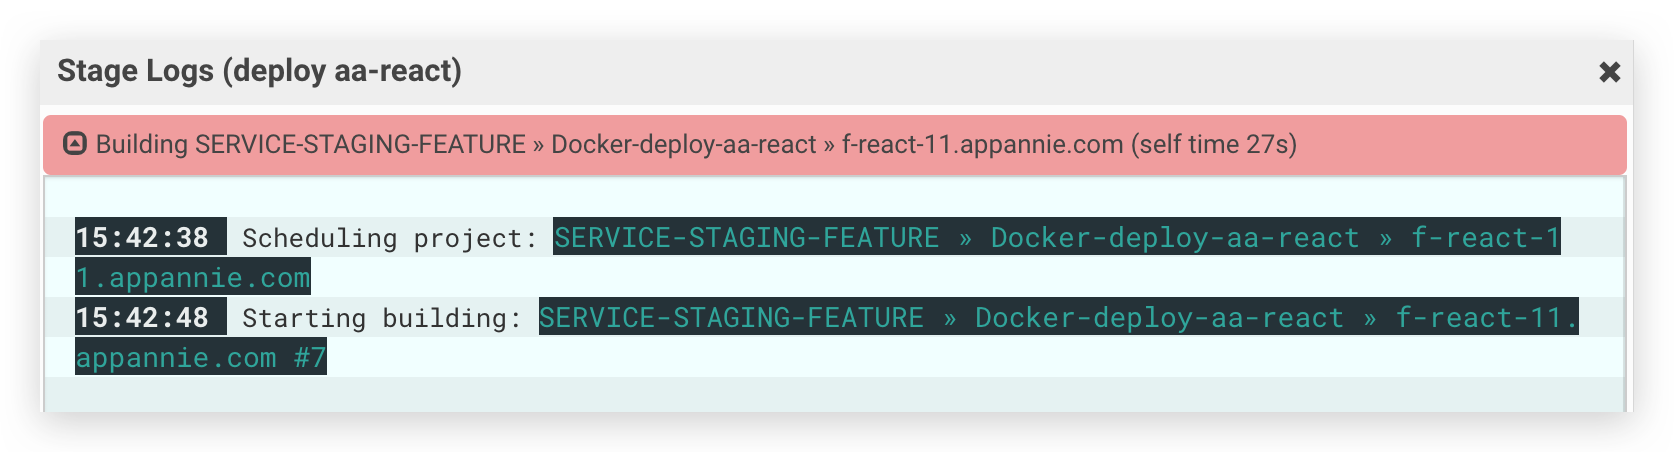 Stage Logs (deploy aa-react)
Building SERVICE-STAGING-FEATURE » Docker-deploy-aa-react » f-react-11.appannie.com (self time 27s)
15:42:38 Scheduling project: SERVICE-STAGING-FEATURE » Docker-deploy-aa-react » f-react-1
1.appannie.com
15:42:48 Starting building: SERVICE-STAGING-FEATURE » Docker-deploy-aa-react » f-react-11.
appannie.com #7